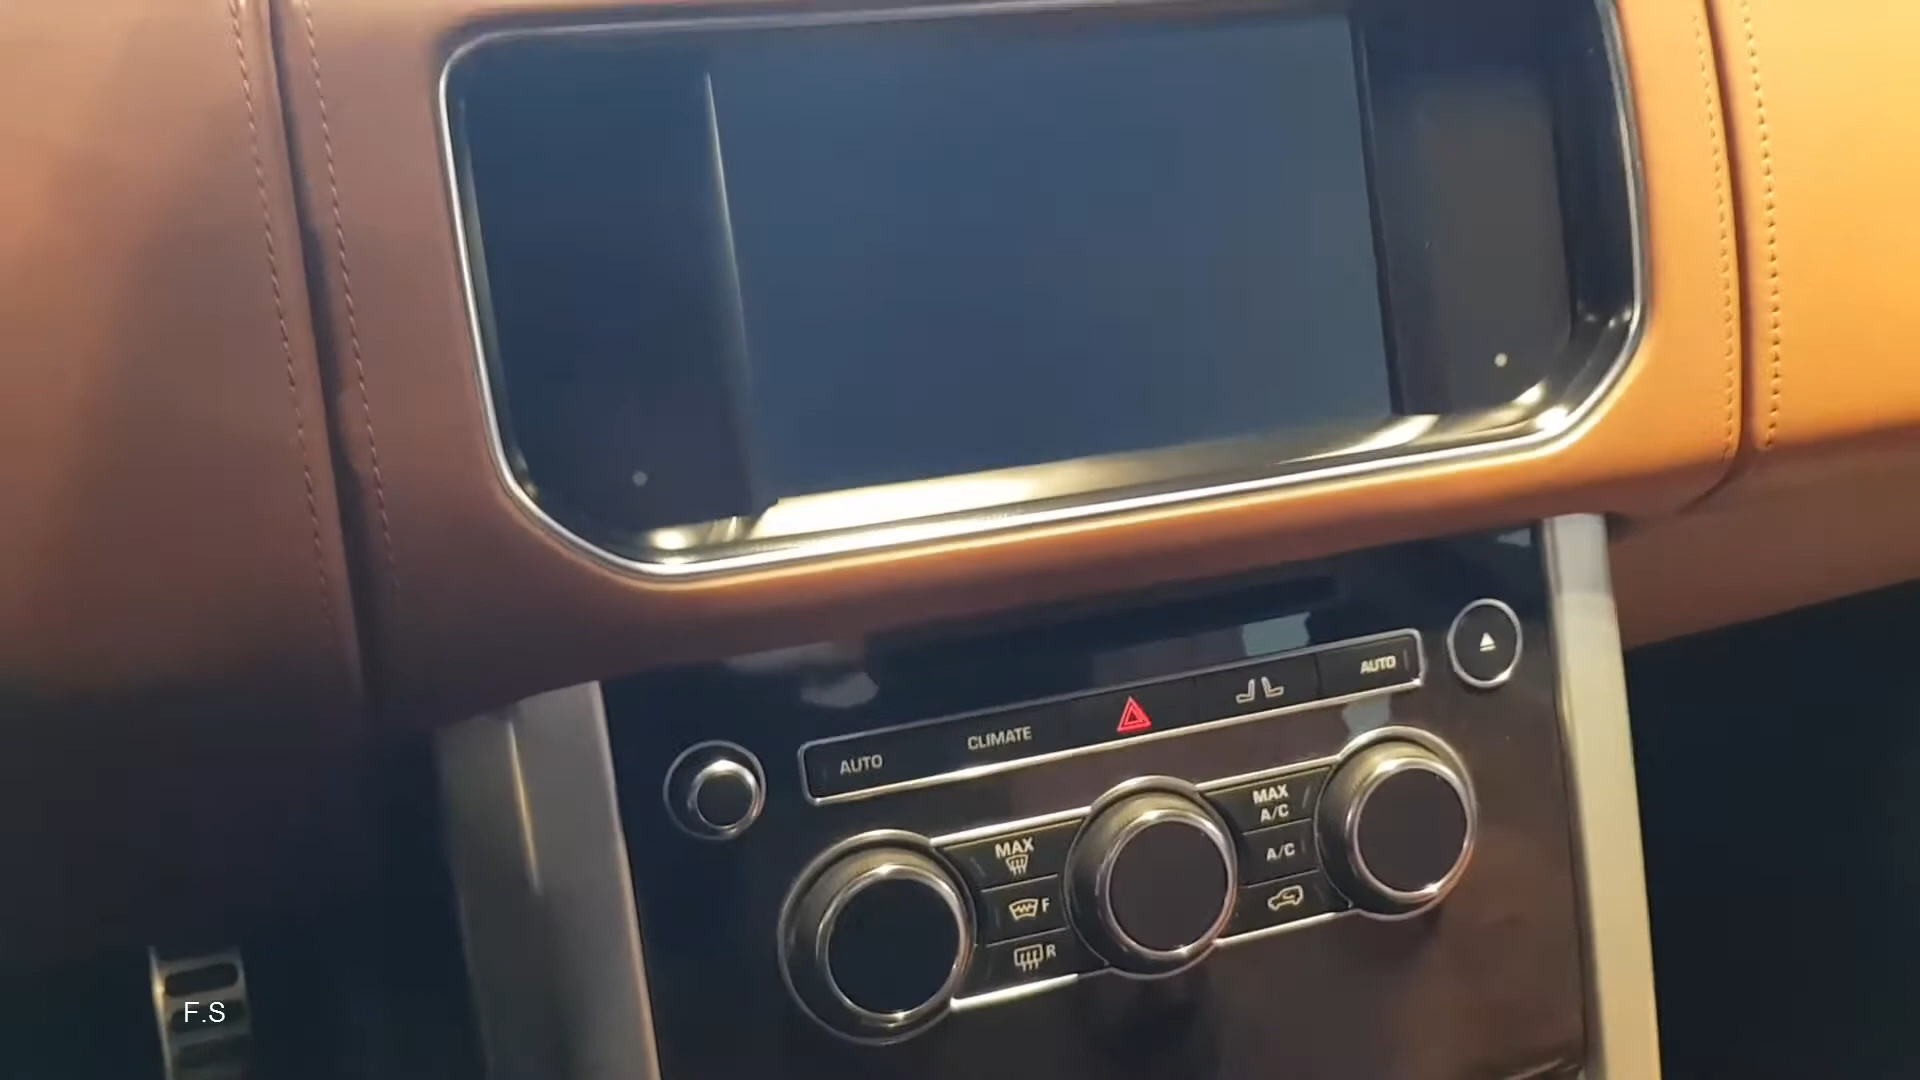 AUTO
CLIMATE
AUTO
MAX
F
R
MAX
A/C
A/C
F.S